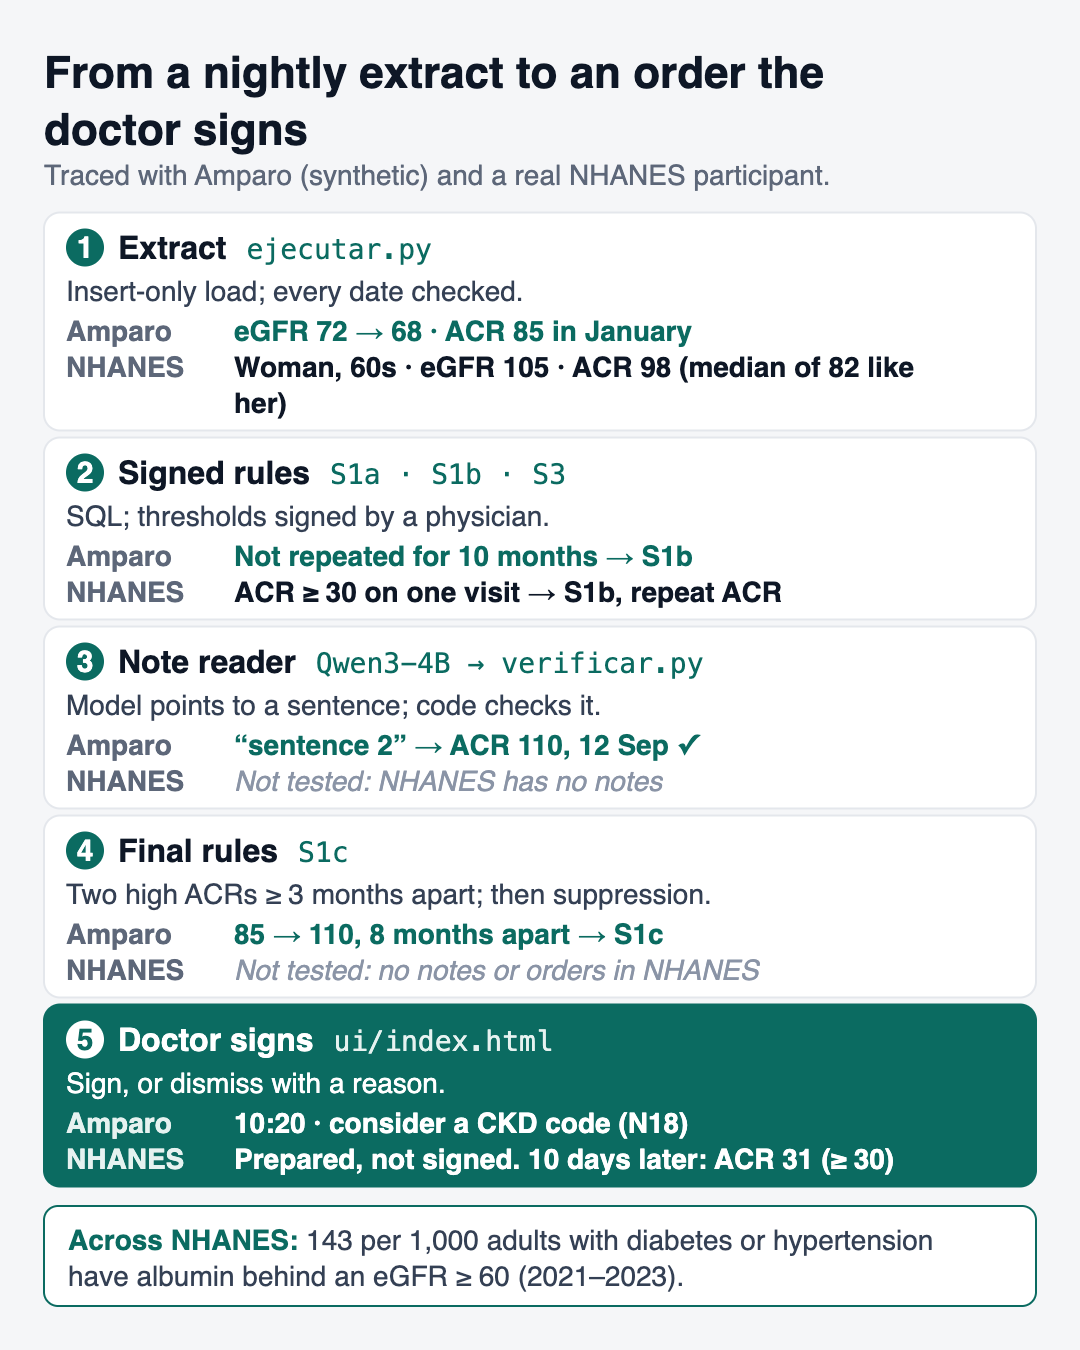 From a nightly extract to an order the
doctor signs
Traced with Amparo (synthetic) and a real NHANES participant.
1 Extract ejecutar.py
Insert-only load; every date checked.
Amparo eGFR 72 → 68 · ACR 85 in January
NHANES Woman, 60s · eGFR 105 · ACR 98 (median of 82 like
her)
2 Signed rules S1a · S1b · S3
SQL; thresholds signed by a physician.
Amparo Not repeated for 10 months → S1b
NHANES ACR ≥ 30 on one visit → S1b, repeat ACR
3 Note reader Qwen3-4B → verificar.py
Model points to a sentence; code checks it.
Amparo “sentence 2” → ACR 110, 12 Sep ✓
NHANES Not tested: NHANES has no notes
4 Final rules S1c
Two high ACRs ≥ 3 months apart; then suppression.
Amparo 85 → 110, 8 months apart → S1c
NHANES Not tested: no notes or orders in NHANES
5 Doctor signs ui/index.html
Sign, or dismiss with a reason.
Amparo 10:20 · consider a CKD code (N18)
NHANES Prepared, not signed. 10 days later: ACR 31 (≥ 30)
Across NHANES: 143 per 1,000 adults with diabetes or hypertension
have albumin behind an eGFR ≥ 60 (2021–2023).